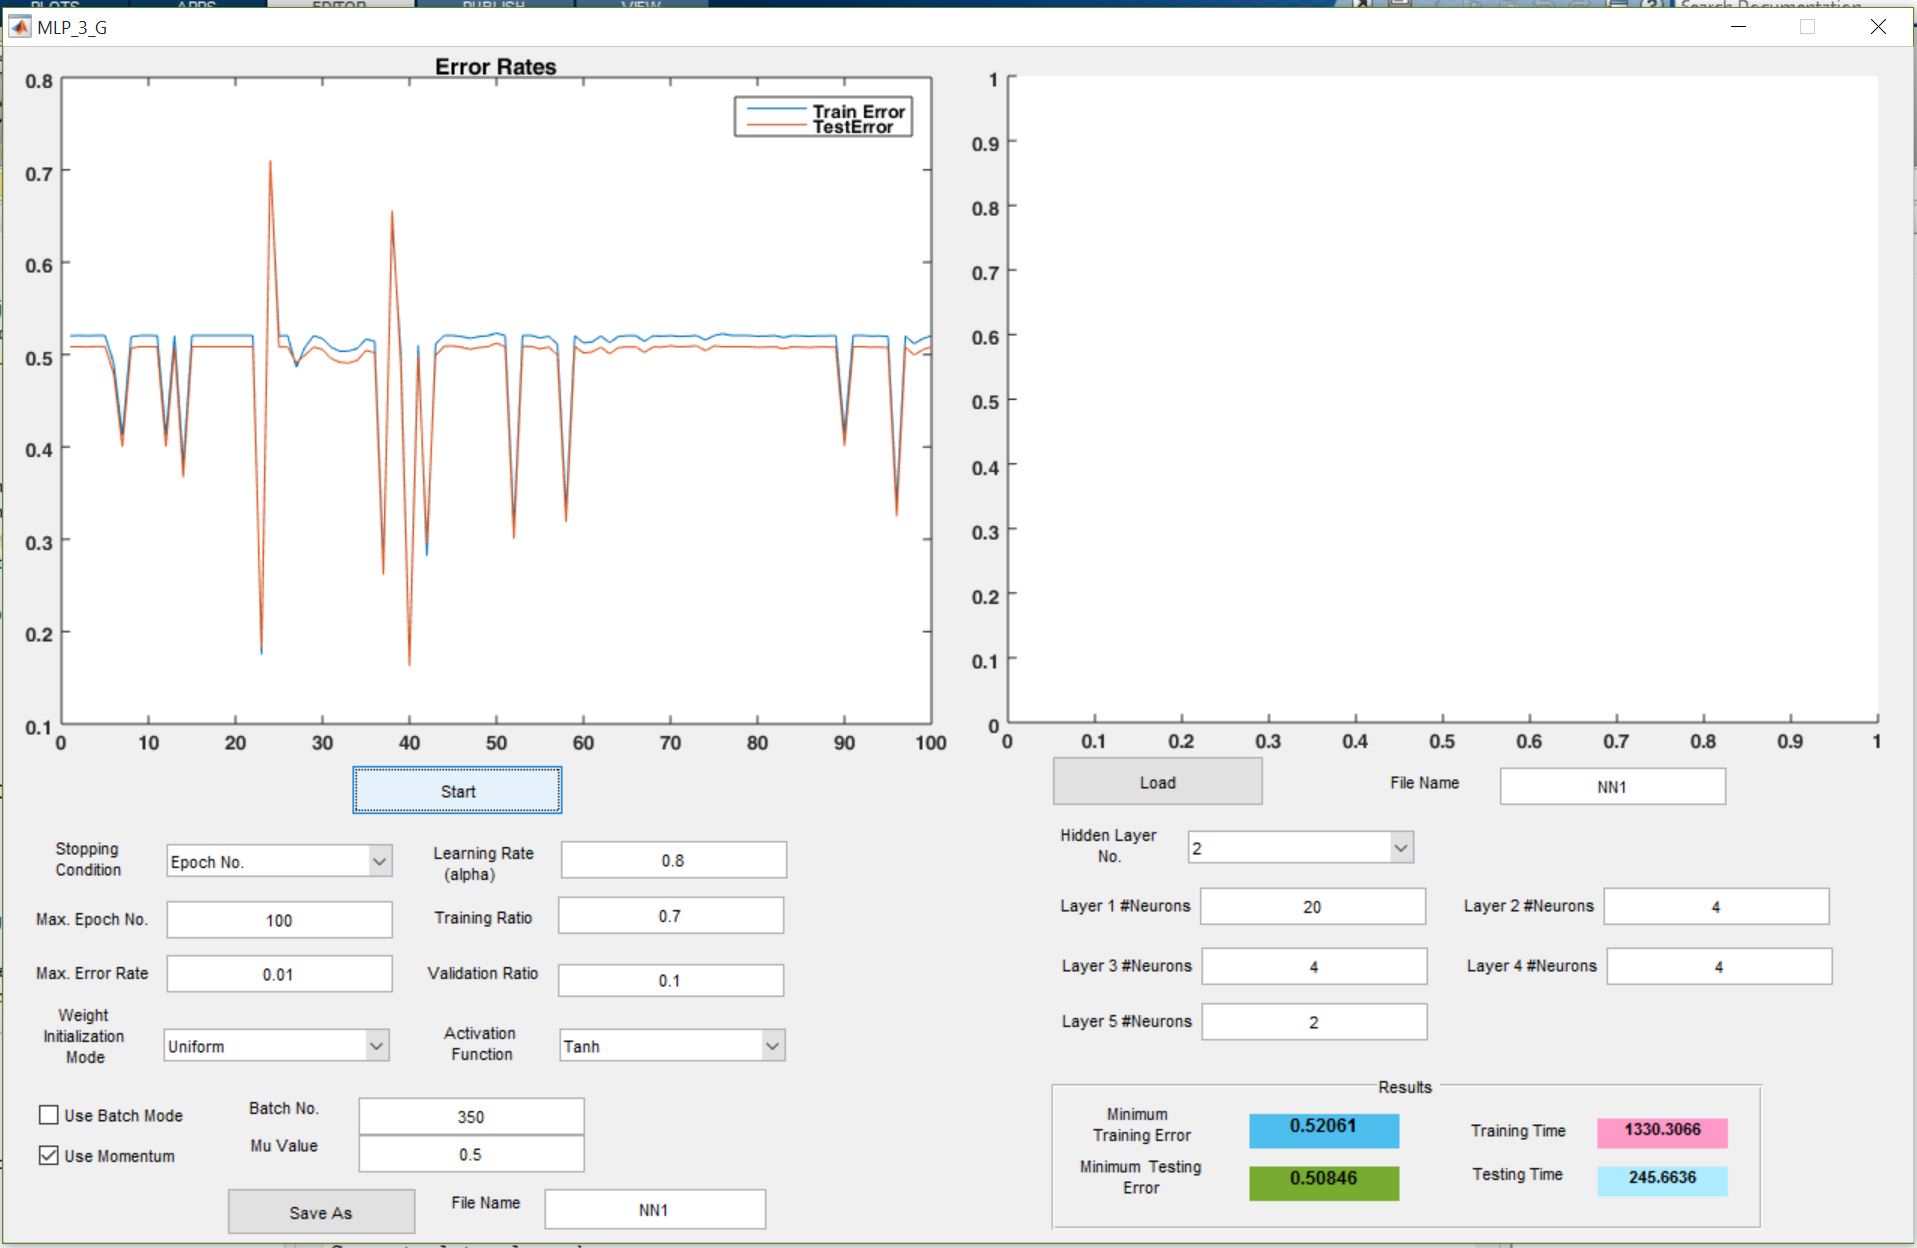 PLOTS APPS EDITOR PUBLISH VIEW Search Documentation
MLP_3_G
Error Rates
Train Error
TestError
0.8
0.7
0.6
0.5
0.4
0.3
0.2
0.1
0 10 20 30 40 50 60 70 80 90 100
1
0.9
0.8
0.7
0.6
0.5
0.4
0.3
0.2
0.1
0
0 0.1 0.2 0.3 0.4 0.5 0.6 0.7 0.8 0.9 1
Start
Stopping
Condition
Epoch No.
Learning Rate
(alpha)
0.8
Max. Epoch No.
100
Training Ratio
0.7
Max. Error Rate
0.01
Validation Ratio
0.1
Weight
Initialization
Mode
Uniform
Activation
Function
Tanh
Use Batch Mode
Batch No.
350
Use Momentum
Mu Value
0.5
Save As
File Name
NN1
Load
File Name
NN1
Hidden Layer
No.
2
Layer 1 #Neurons
20
Layer 2 #Neurons
4
Layer 3 #Neurons
4
Layer 4 #Neurons
4
Layer 5 #Neurons
2
Results
Minimum
Training Error
0.52061
Training Time
1330.3066
Minimum Testing
Error
0.50846
Testing Time
245.6636